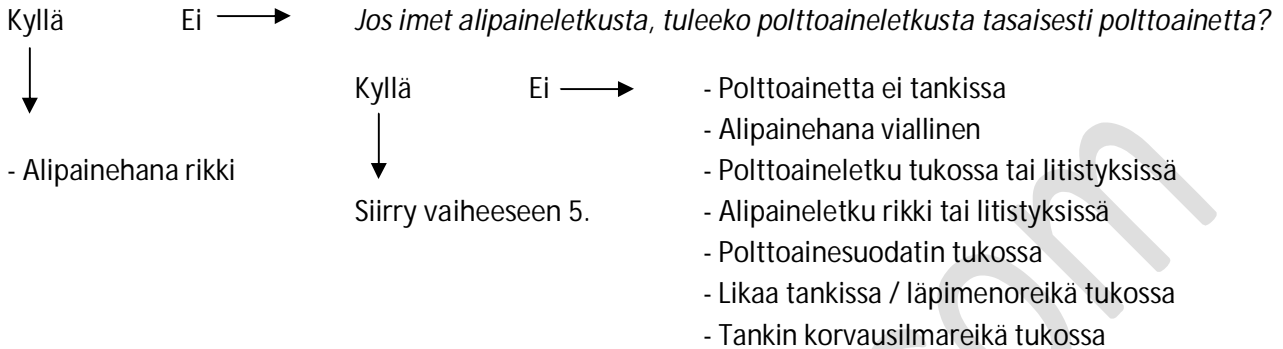 Kyllä Ei Jos imet alipaineletkusta, tuleeko polttoaineletkusta tasaisesti polttoainetta?
Kyllä Ei - Polttoainetta ei tankissa
- Alipainehana viallinen
- Alipainehana rikki - Polttoaineletku tukossa tai litistyksissä
Siirry vaiheeseen 5. - Alipaineletku rikki tai litistyksissä
- Polttoainesuodatin tukossa
- Likaa tankissa / läpimenoreikä tukossa
- Tankin korvausilmareikä tukossa